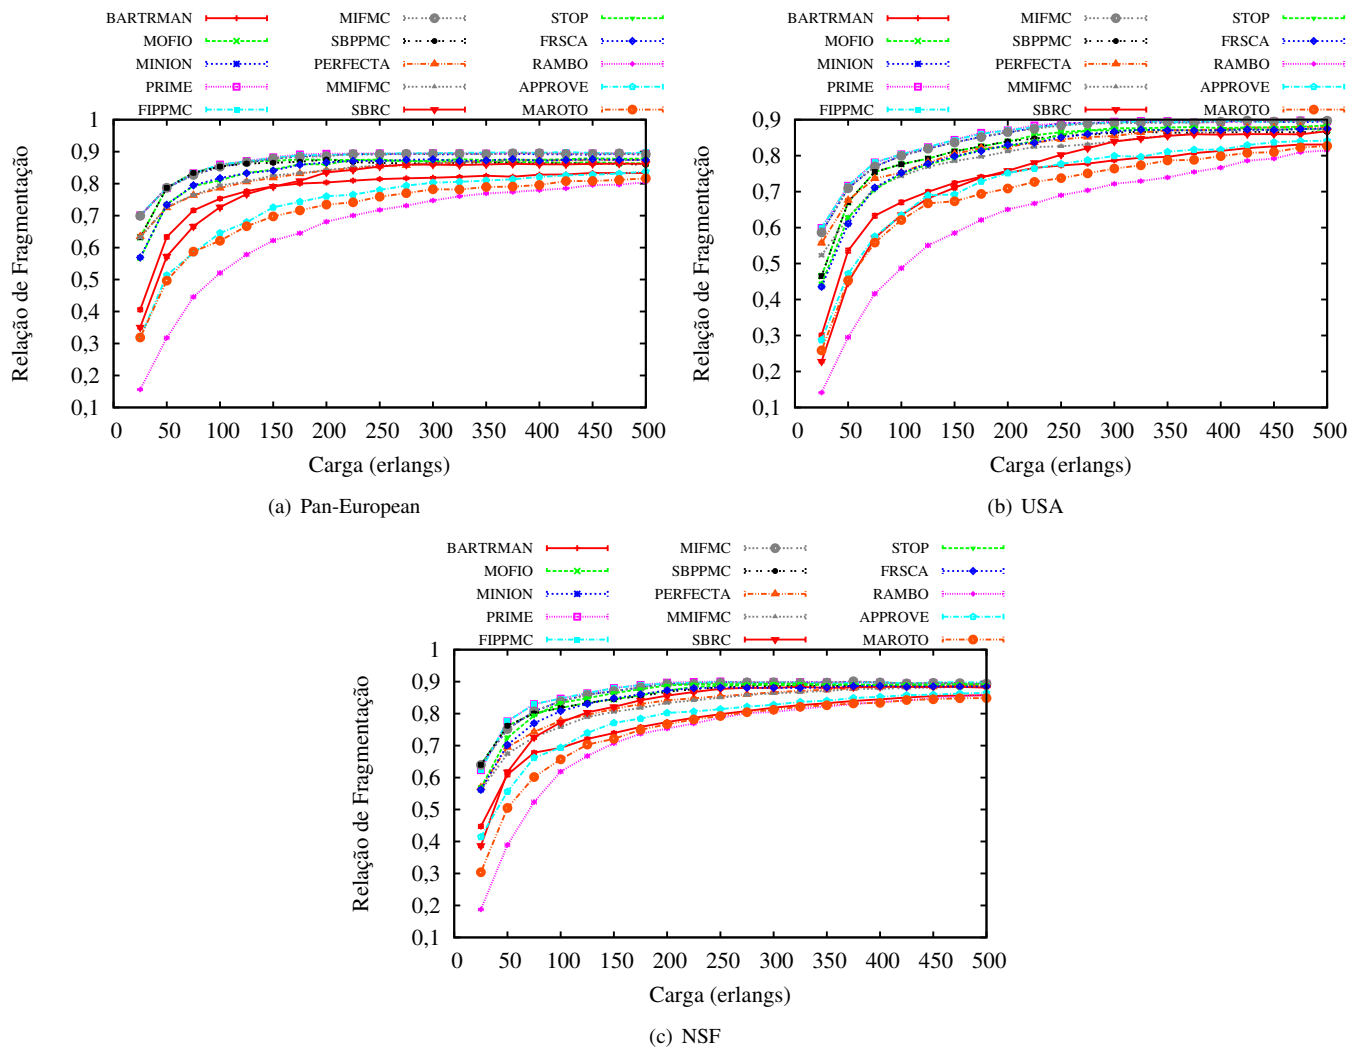 BARTRMAN MIFMC STOP
MOFIO SBPPMC FRSCA
MINION PERFECTA RAMBO
PRIME MMIFMC APPROVE
FIPPMC SBRC MAROTO
1
0,9
0,8
0,7
0,6
0,5
0,4
0,3
0,2
0,1
Relação de Fragmentação
0 50 100 150 200 250 300 350 400 450 500
Carga (erlangs)
(a) Pan-European
BARTRMAN MIFMC STOP
MOFIO SBPPMC FRSCA
MINION PERFECTA RAMBO
PRIME MMIFMC APPROVE
FIPPMC SBRC MAROTO
0,9
0,8
0,7
0,6
0,5
0,4
0,3
0,2
0,1
Relação de Fragmentação
0 50 100 150 200 250 300 350 400 450 500
Carga (erlangs)
(b) USA
BARTRMAN MIFMC STOP
MOFIO SBPPMC FRSCA
MINION PERFECTA RAMBO
PRIME MMIFMC APPROVE
FIPPMC SBRC MAROTO
1
0,9
0,8
0,7
0,6
0,5
0,4
0,3
0,2
0,1
Relação de Fragmentação
0 50 100 150 200 250 300 350 400 450 500
Carga (erlangs)
(c) NSF